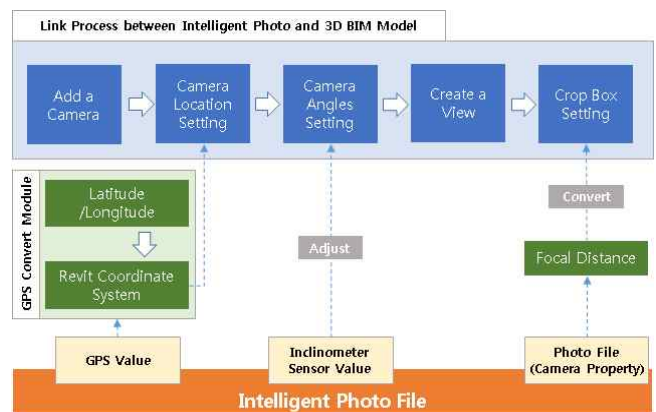 Link Process between Intelligent Photo and 3D BIM Model
Add a
Camera
Camera
Location
Setting
Camera
Angles
Setting
Create a
View
Crop Box
Setting
GPS Convert Module
Latitude
/Longitude
Revit Coordinate
System
Adjust
Convert
Focal Distance
GPS Value
Inclinometer
Sensor Value
Photo File
(Camera Property)
Intelligent Photo File